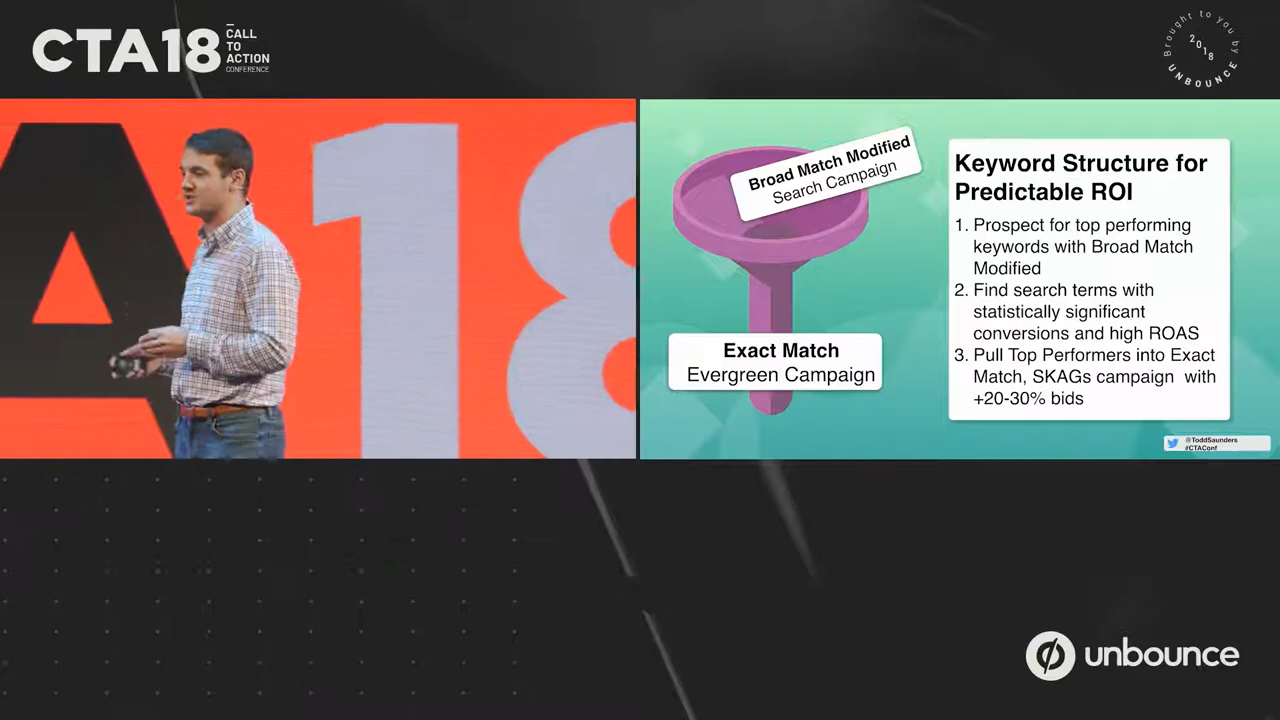 CTA18
CALL
TO
ACTION
CONFERENCE
Brought to you by
2018
UNBOUNCE
A18
Broad Match Modified
Search Campaign
Exact Match
Evergreen Campaign
Keyword Structure for
Predictable ROI
1. Prospect for top performing
keywords with Broad Match
Modified
2. Find search terms with
statistically significant
conversions and high ROAS
3. Pull Top Performers into Exact
Match, SKAGs campaign with
+20-30% bids
@ToddSaunders
#CTAConf
unbounce